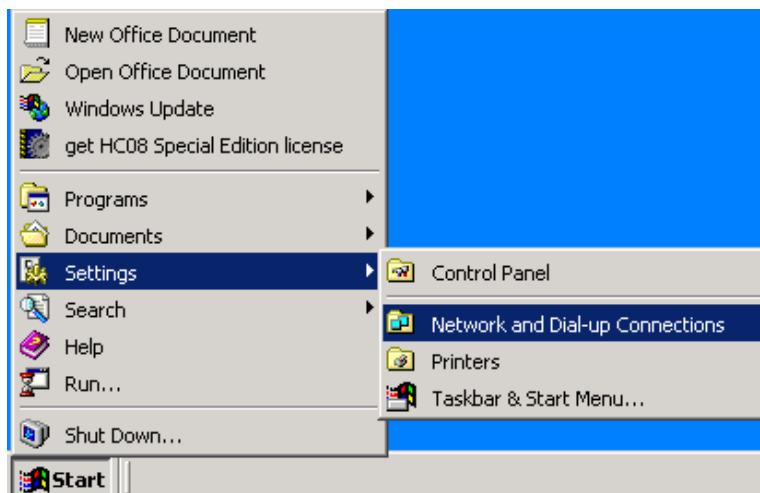 New Office Document
Open Office Document
Windows Update
get HC08 Special Edition license
Programs
Documents
Settings
Search
Help
Run...
Shut Down...
Control Panel
Network and Dial-up Connections
Printers
Taskbar & Start Menu...
Start